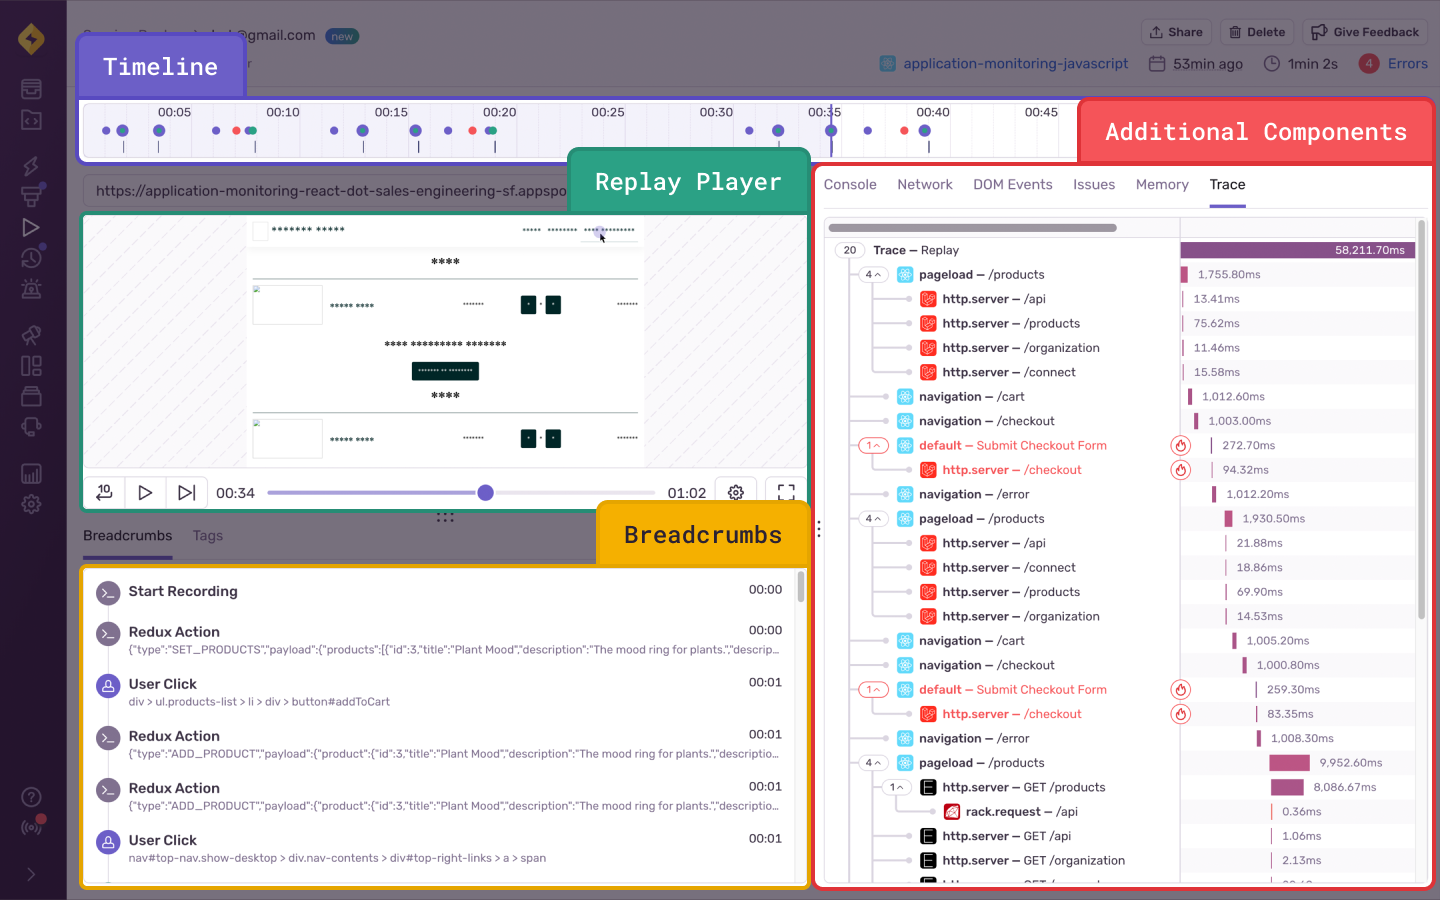 @gmail.com new
Share
Delete
Give Feedback
Timeline
application-monitoring-javascript
53min ago
1min 2s
4 Errors
00:05 00:10 00:15 00:20 00:25 00:30 00:35 00:40 00:45
Additional Components
Replay Player
https://application-monitoring-react-dot-sales-engineering-sf.appspo
******* *****
***** ******** *************
****
***** ****
*******
* * *
*******
**** ********* *******
******* ** ********
****
***** ****
*******
* * *
*******
10
00:34
01:02
Breadcrumbs
Breadcrumbs
Tags
Start Recording 00:00
Redux Action 00:00
{"type":"SET_PRODUCTS","payload":{"products":[{"id":3,"title":"Plant Mood","description":"The mood ring for plants.","descrip...
User Click 00:01
div > ul.products-list > li > div > button#addToCart
Redux Action 00:01
{"type":"ADD_PRODUCT","payload":{"product":{"id":3,"title":"Plant Mood","description":"The mood ring for plants.","descriptio...
Redux Action 00:01
{"type":"ADD_PRODUCT","payload":{"product":{"id":3,"title":"Plant Mood","description":"The mood ring for plants.","descriptio...
User Click 00:01
nav#top-nav.show-desktop > div.nav-contents > div#top-right-links > a > span
Console Network DOM Events Issues Memory Trace
20 Trace – Replay 58,211.70ms
4 pageload – /products 1,755.80ms
http.server – /api 13.41ms
http.server – /products 75.62ms
http.server – /organization 11.46ms
http.server – /connect 15.58ms
navigation – /cart 1,012.60ms
navigation – /checkout 1,003.00ms
1 default – Submit Checkout Form 272.70ms
http.server – /checkout 94.32ms
navigation – /error 1,012.20ms
4 pageload – /products 1,930.50ms
http.server – /api 21.88ms
http.server – /connect 18.86ms
http.server – /products 69.90ms
http.server – /organization 14.53ms
navigation – /cart 1,005.20ms
navigation – /checkout 1,000.80ms
1 default – Submit Checkout Form 259.30ms
http.server – /checkout 83.35ms
navigation – /error 1,008.30ms
4 pageload – /products 9,952.60ms
1 E http.server – GET /products 8,086.67ms
rack.request – /api 0.36ms
E http.server – GET /api 1.06ms
E http.server – GET /organization 2.13ms